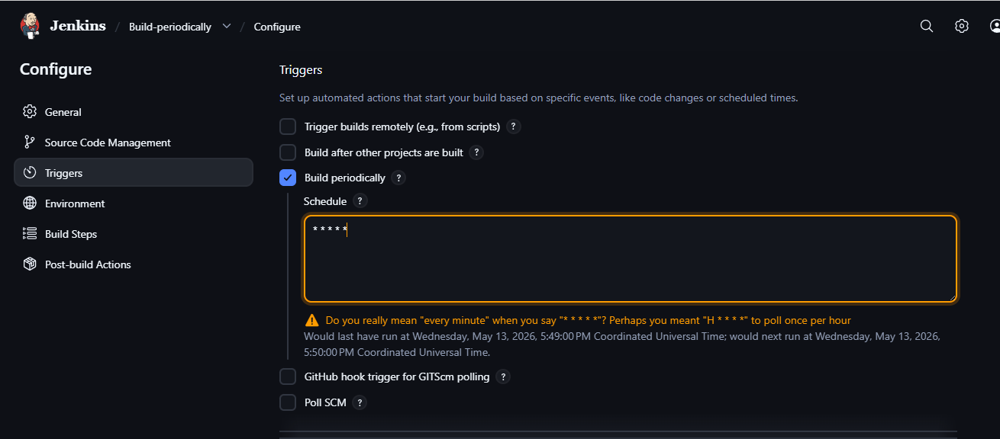 Jenkins / Build-periodically / Configure
Configure
General
Source Code Management
Triggers
Environment
Build Steps
Post-build Actions
Triggers
Set up automated actions that start your build based on specific events, like code changes or scheduled times.
Trigger builds remotely (e.g., from scripts) ?
Build after other projects are built ?
Build periodically ?
Schedule ?
* * * * *
Do you really mean "every minute" when you say "* * * * *"? Perhaps you meant "H * * * *" to poll once per hour
Would last have run at Wednesday, May 13, 2026, 5:49:00 PM Coordinated Universal Time; would next run at Wednesday, May 13, 2026,
5:50:00 PM Coordinated Universal Time.
GitHub hook trigger for GITScm polling ?
Poll SCM ?